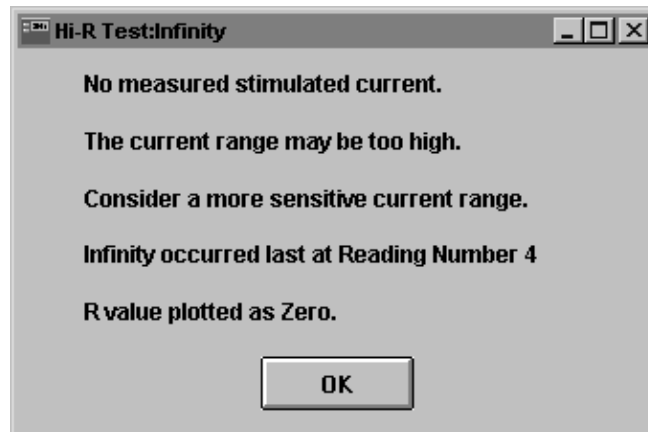 Hi-R Test:Infinity
No measured stimulated current.
The current range may be too high.
Consider a more sensitive current range.
Infinity occurred last at Reading Number 4
R value plotted as Zero.
OK